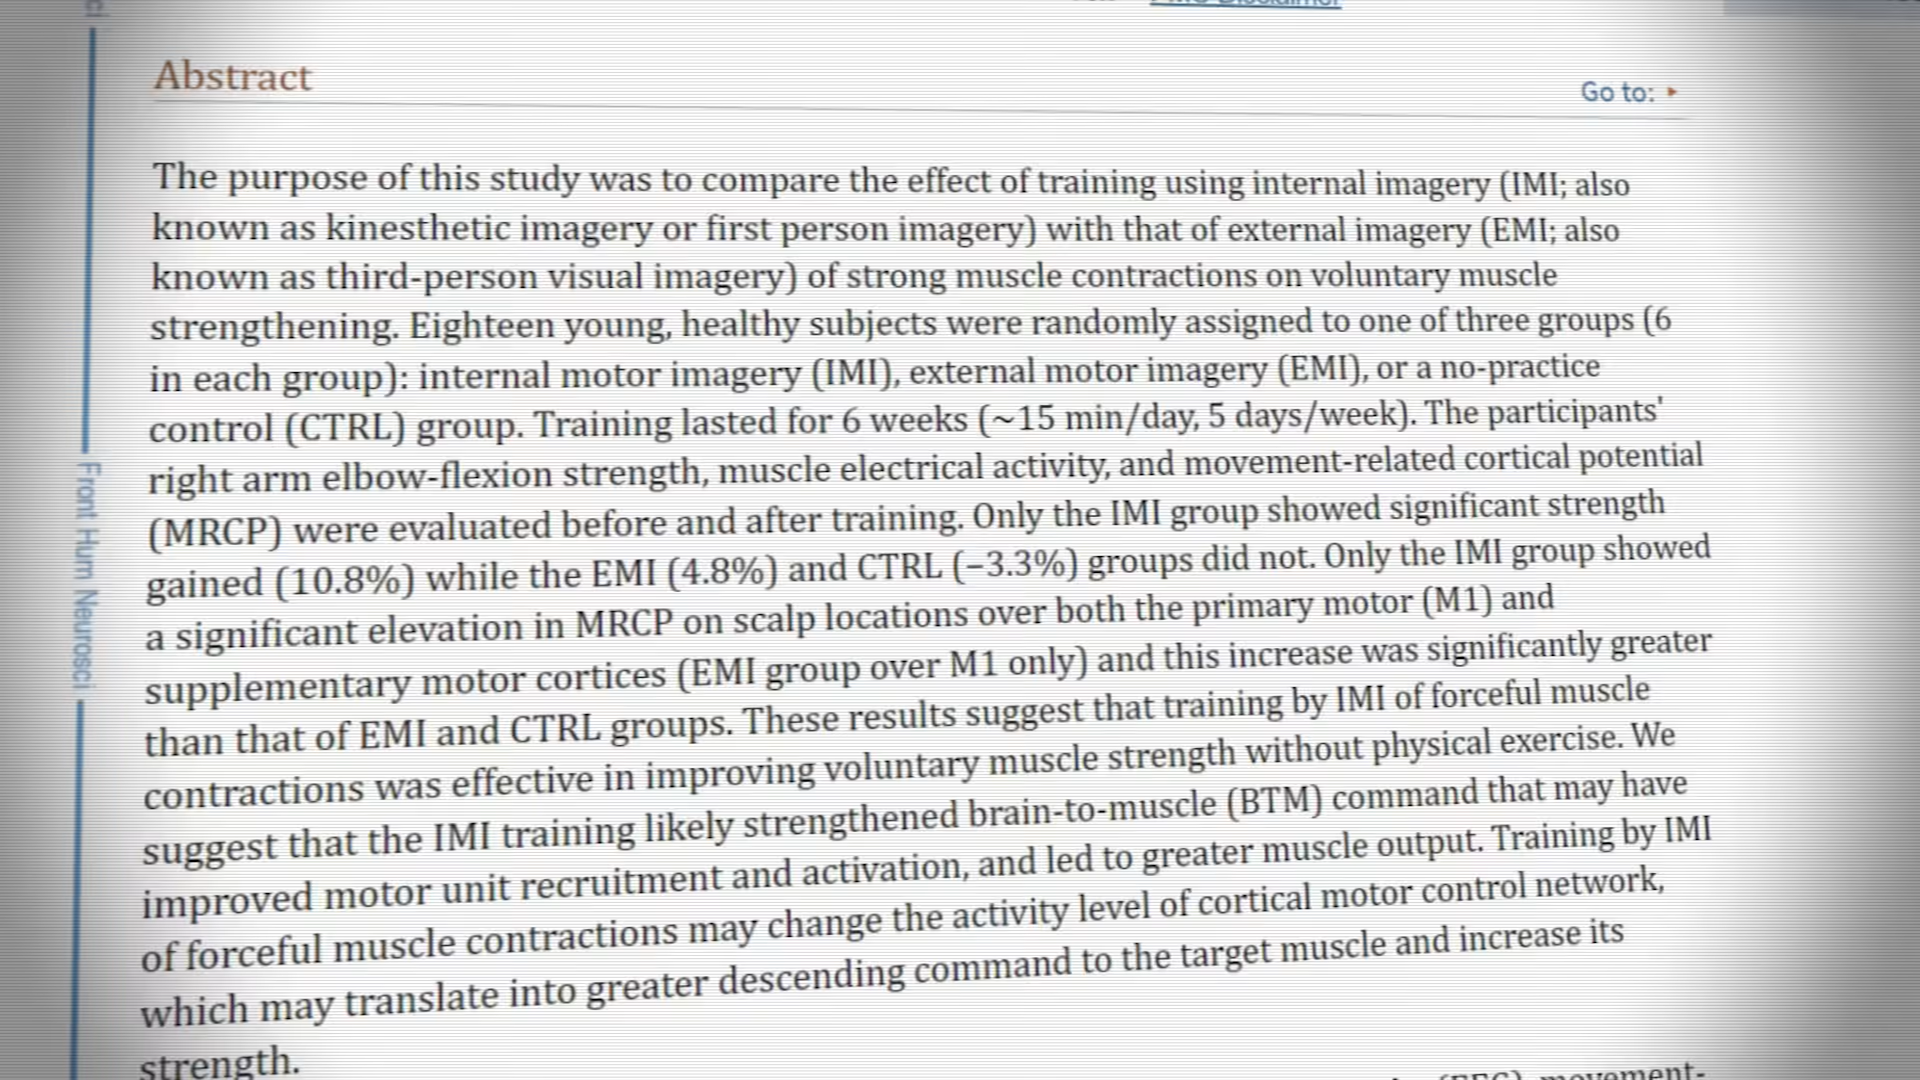 Abstract
Go to:
The purpose of this study was to compare the effect of training using internal imagery (IMI; also
known as kinesthetic imagery or first person imagery) with that of external imagery (EMI; also
known as third-person visual imagery) of strong muscle contractions on voluntary muscle
strengthening. Eighteen young, healthy subjects were randomly assigned to one of three groups (6
in each group): internal motor imagery (IMI), external motor imagery (EMI), or a no-practice
control (CTRL) group. Training lasted for 6 weeks (~15 min/day, 5 days/week). The participants'
right arm elbow-flexion strength, muscle electrical activity, and movement-related cortical potential
(MRCP) were evaluated before and after training. Only the IMI group showed significant strength
gained (10.8%) while the EMI (4.8%) and CTRL (−3.3%) groups did not. Only the IMI group showed
a significant elevation in MRCP on scalp locations over both the primary motor (M1) and
supplementary motor cortices (EMI group over M1 only) and this increase was significantly greater
than that of EMI and CTRL groups. These results suggest that training by IMI of forceful muscle
contractions was effective in improving voluntary muscle strength without physical exercise. We
suggest that the IMI training likely strengthened brain-to-muscle (BTM) command that may have
improved motor unit recruitment and activation, and led to greater muscle output. Training by IMI
of forceful muscle contractions may change the activity level of cortical motor control network,
which may translate into greater descending command to the target muscle and increase its
strength.
movement-
Front Hum Neurosci